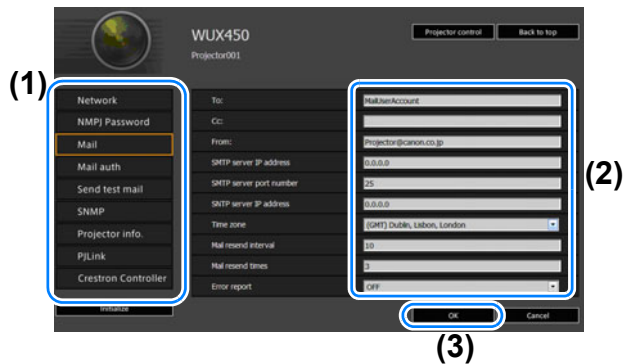 WUX450
Projector001
Projector control
Back to top
(1)
Network
NMPJ Password
Mail
Mail auth
Send test mail
SNMP
Projector info.
PJLink
Crestron Controller
Initialize
To: MailUserAccount
Cc:
From: Projector@canon.co.jp
SMTP server IP address 0.0.0.0
SMTP server port number 25
SNTP server IP address 0.0.0.0
Time zone (GMT) Dublin, Lisbon, London
Mail resend interval 10
Mail resend times 3
Error report OFF
(2)
OK
Cancel
(3)